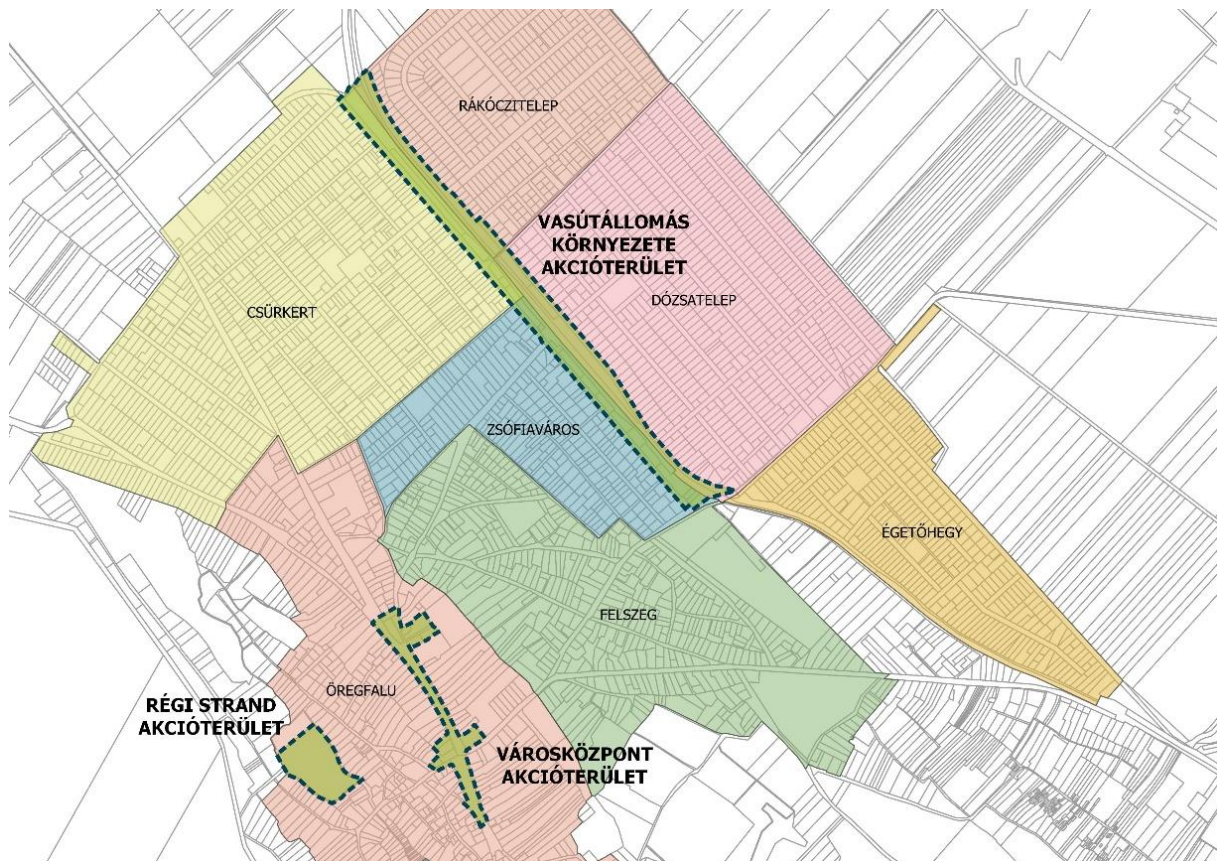 RÁKÓCZITELEP
VASÚTÁLLOMÁS
KÖRNYEZETE
AKCIÓTERÜLET
DÓZSATELEP
CSÜRKERT
ZSÓFIAVÁROS
ÉGETŐHEGY
FELSZEG
ÖREGFALU
RÉGI STRAND
AKCIÓTERÜLET
VÁROSKÖZPONT
AKCIÓTERÜLET